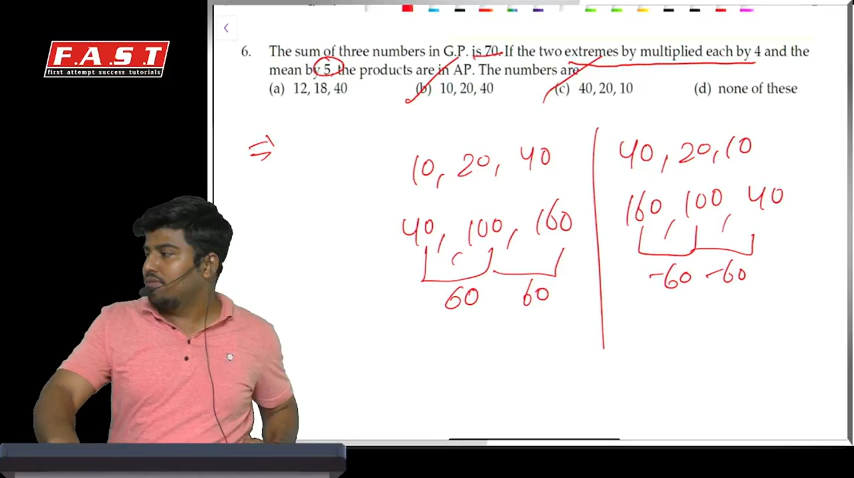 F.A.S.T
first attempt success tutorials
6. The sum of three numbers in G.P. is 70. If the two extremes by multiplied each by 4 and the
mean by 5, the products are in AP. The numbers are
(a) 12, 18, 40 (b) 10, 20, 40 (c) 40, 20, 10 (d) none of these
⇒ 10, 20, 40 40, 20, 10
40, 100, 160 160, 100, 40
60 60 -60 -60